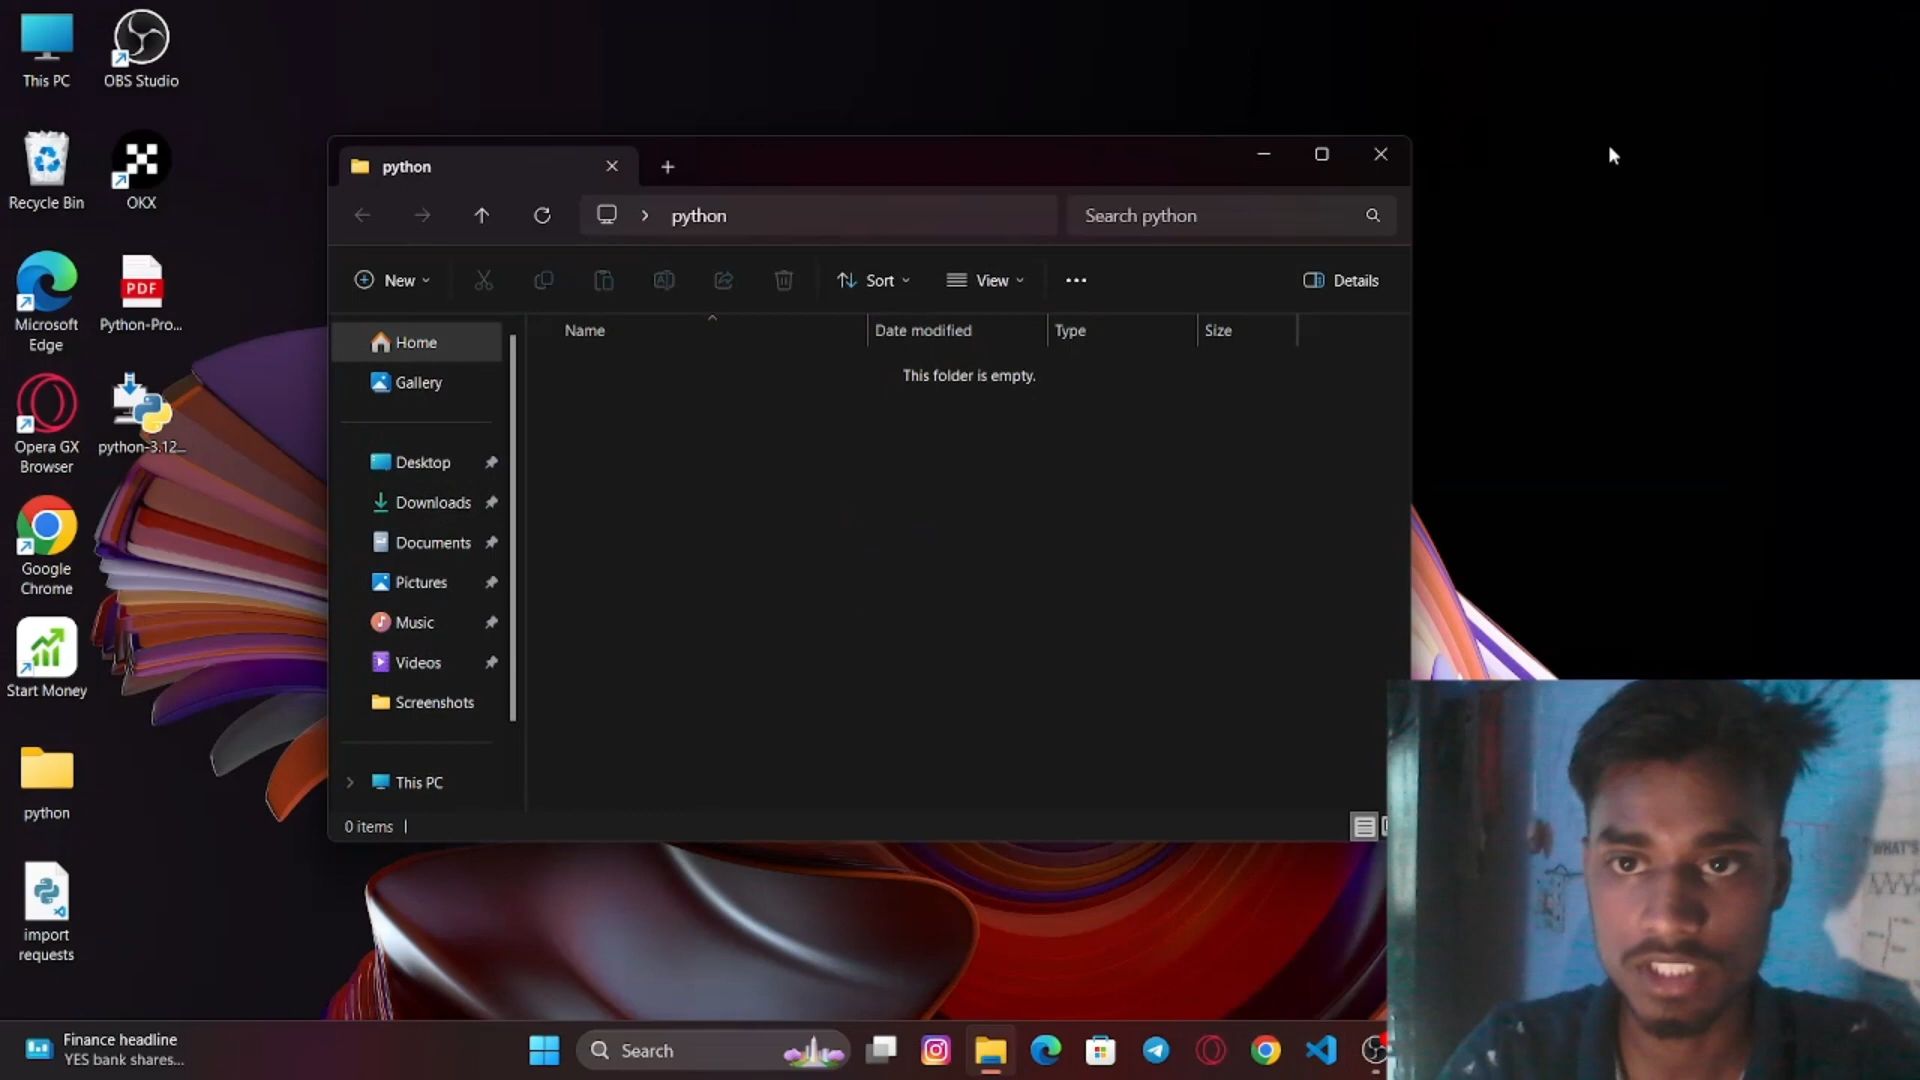 This PC
OBS Studio
Recycle Bin
OKX
Microsoft
Edge
PDF
Python-Pro...
Opera GX
Browser
python-3.12...
Google
Chrome
Start Money
python
import
requests
python
python
Search python
New
Sort
View
Details
Name
Date modified
Type
Size
This folder is empty.
Home
Gallery
Desktop
Downloads
Documents
Pictures
Music
Videos
Screenshots
This PC
0 items
WHAT'S
Finance headline
YES bank shares...
Search